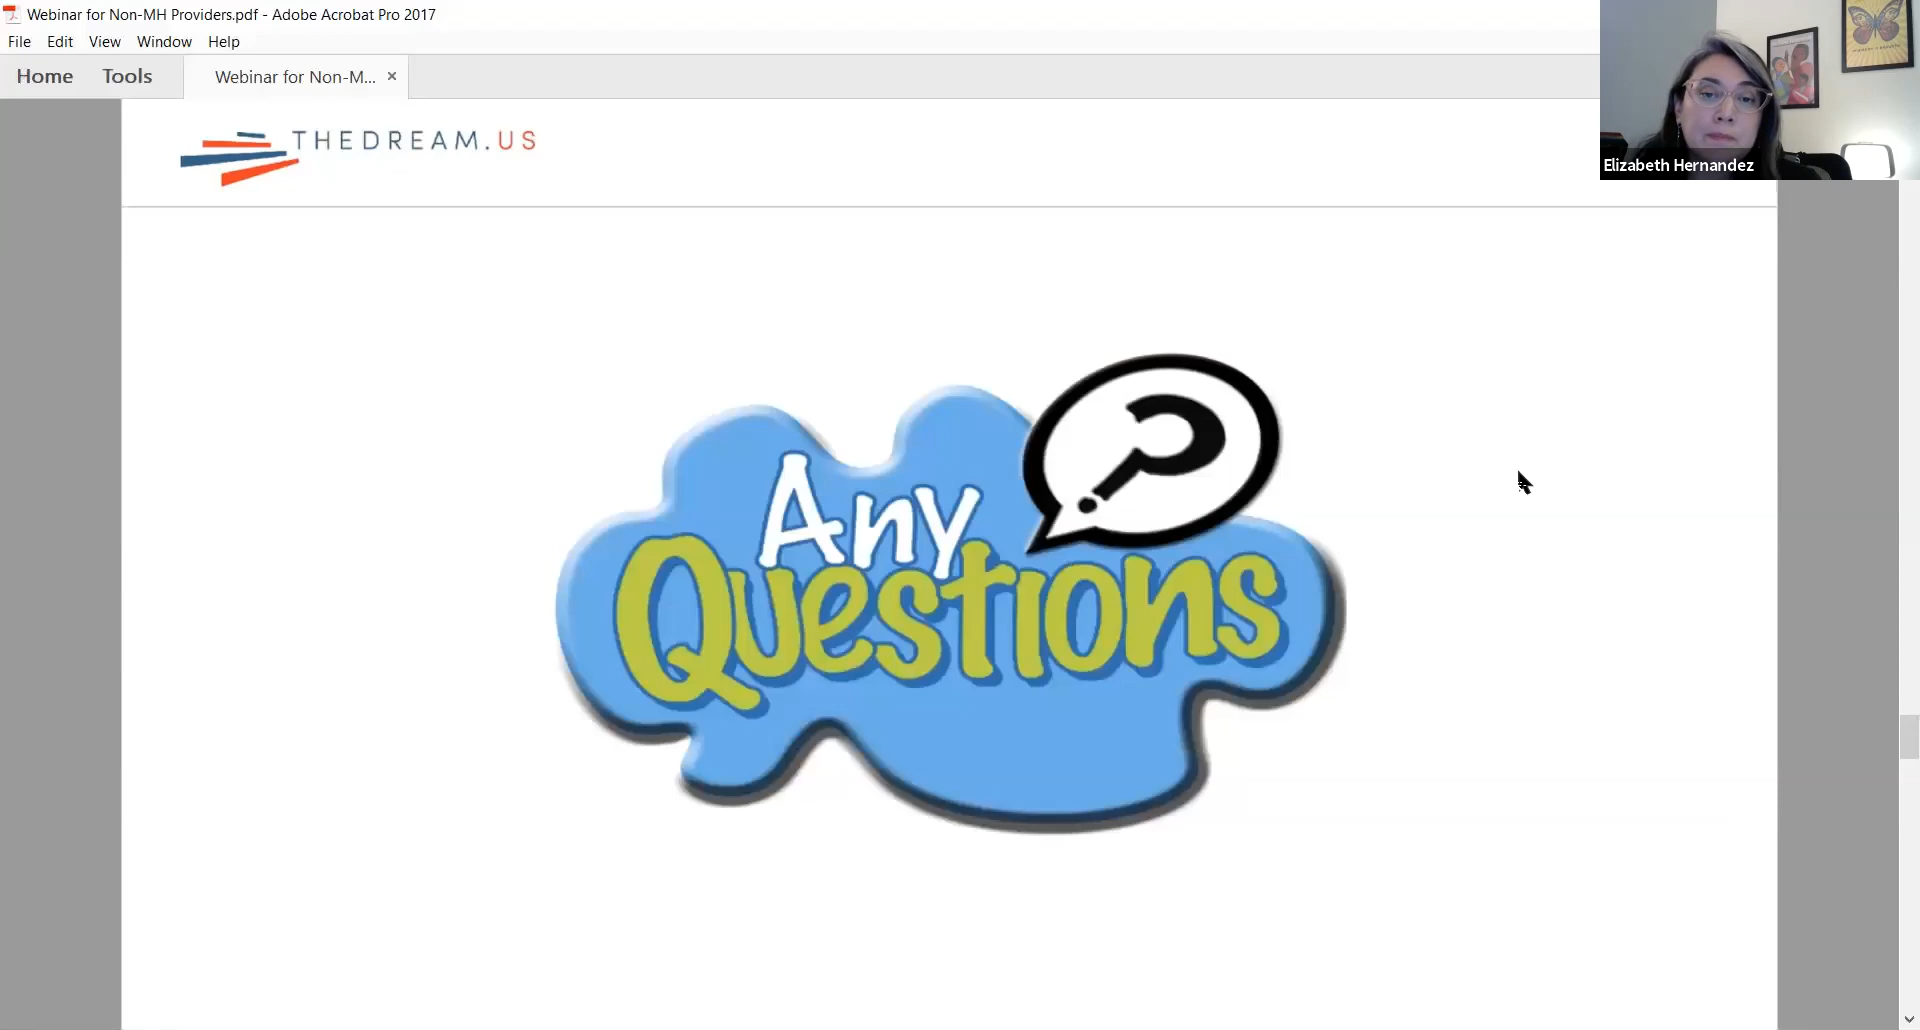 Webinar for Non-MH Providers.pdf - Adobe Acrobat Pro 2017
File Edit View Window Help
Home Tools Webinar for Non-M... ×
THEDREAM.US
Elizabeth Hernandez
?
Any
Questions